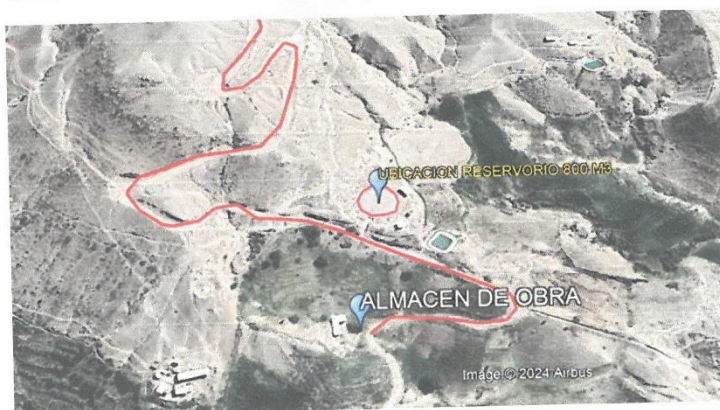 UBICACION RESERVORIO 800 M3
ALMACEN DE OBRA
Image © 2024 Airbus